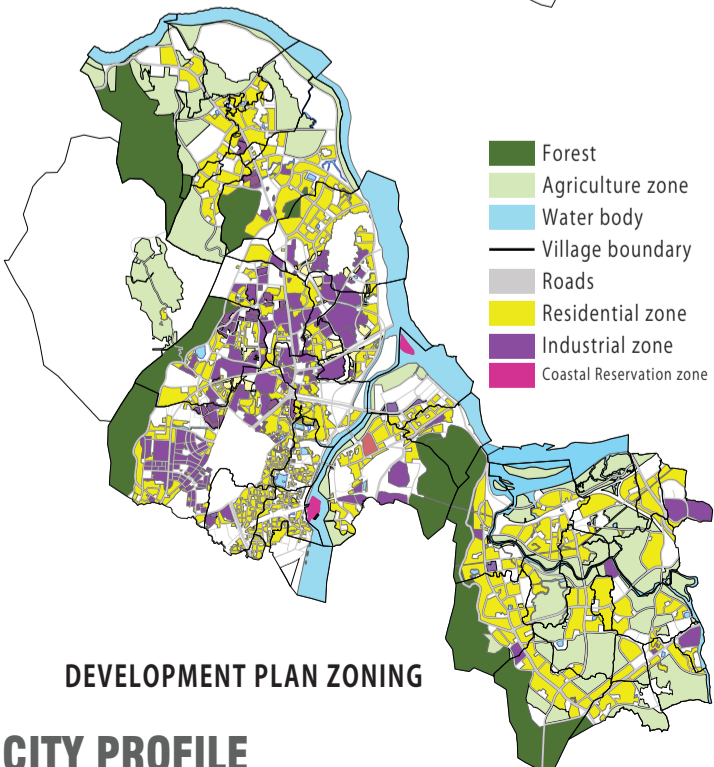 Forest
Agriculture zone
Water body
Village boundary
Roads
Residential zone
Industrial zone
Coastal Reservation zone
DEVELOPMENT PLAN ZONING
CITY PROFILE